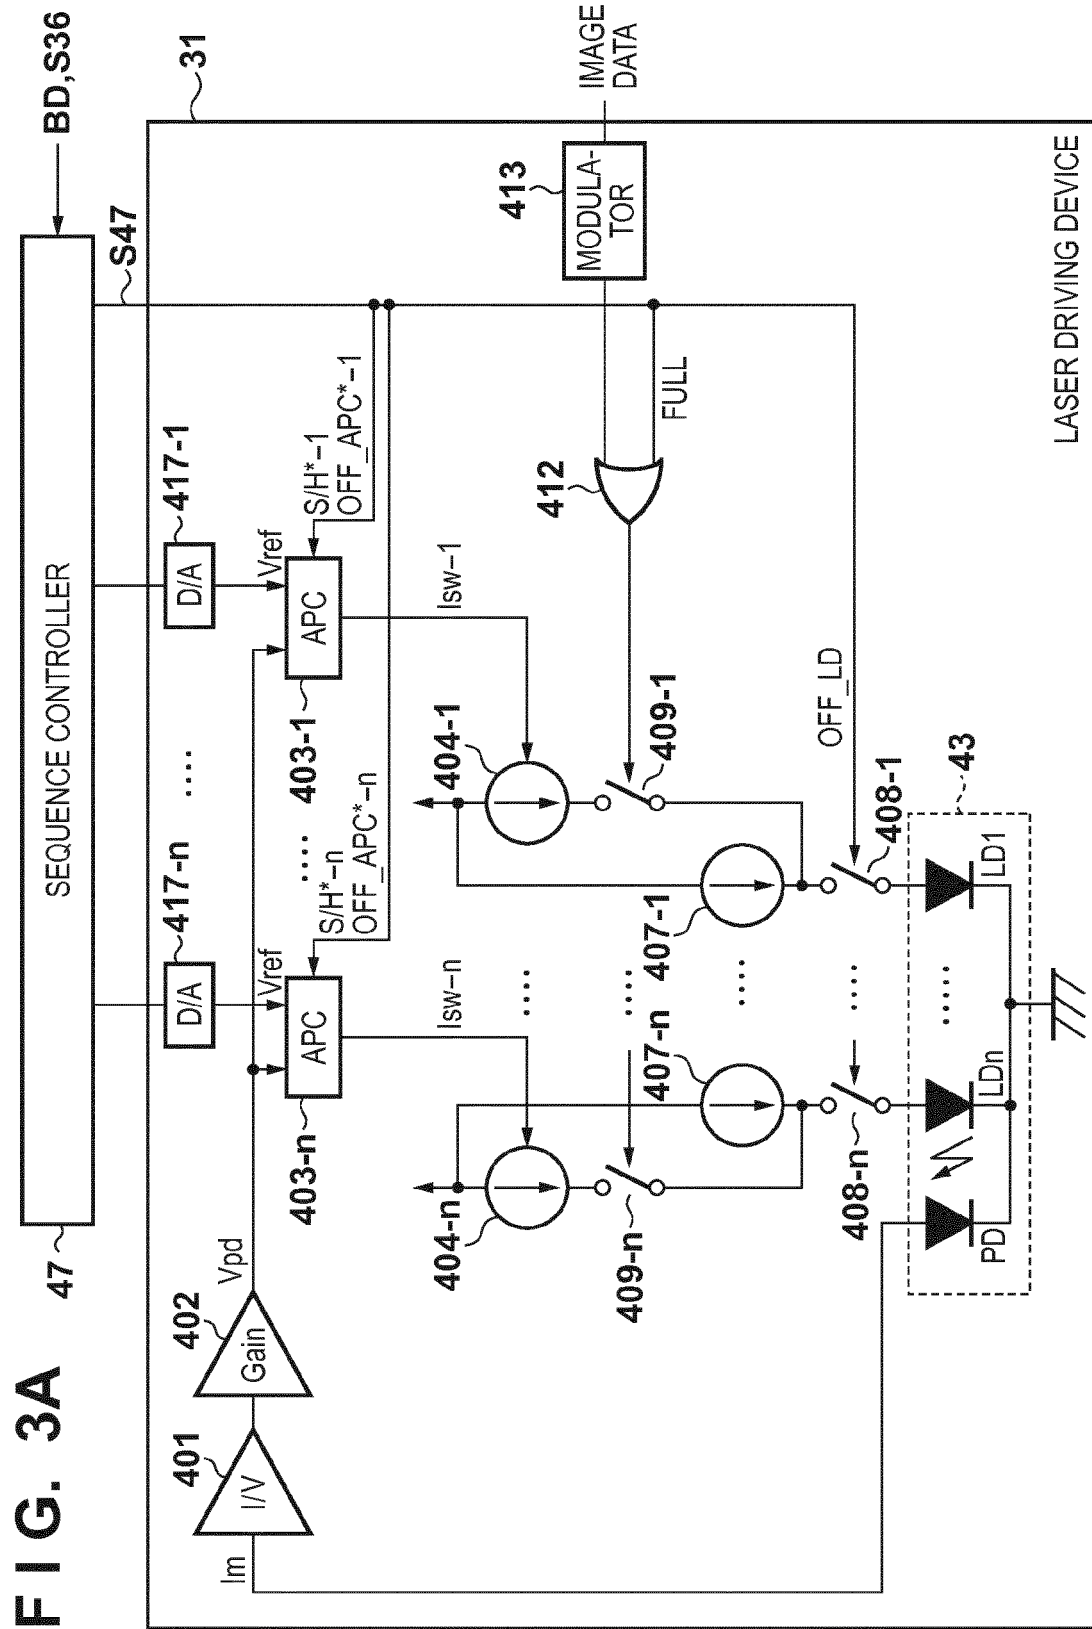 FIG. 3A
47
SEQUENCE CONTROLLER
BD,S36
S47
31
417-n
D/A
Vref
....
417-1
D/A
Vref
401
I/V
Im
402
Gain
Vpd
403-n
APC
S/H*-n
OFF_APC*-n
....
403-1
APC
S/H*-1
OFF_APC*-1
Isw-n
Isw-1
404-n
....
404-1
409-n
....
409-1
412
FULL
413
MODULA-
TOR
IMAGE
DATA
407-n
....
407-1
408-n
....
408-1
OFF_LD
43
PD
LDn
.....
LD1
LASER DRIVING DEVICE